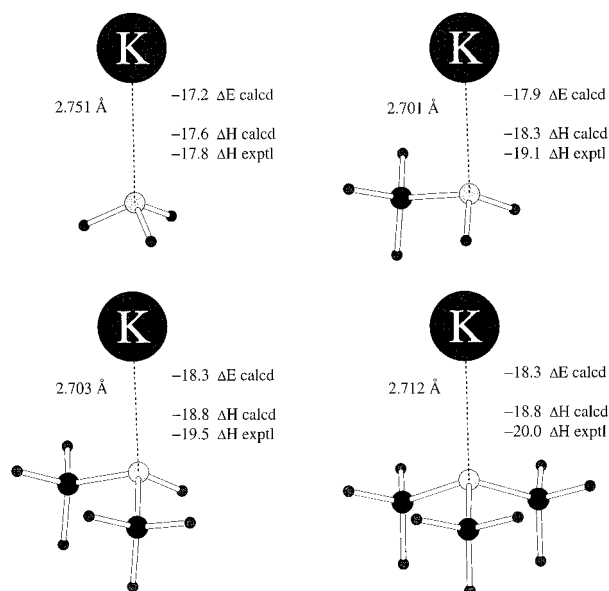 K
2.751 Å
−17.2 ΔE calcd
−17.6 ΔH calcd
−17.8 ΔH exptl
K
2.701 Å
−17.9 ΔE calcd
−18.3 ΔH calcd
−19.1 ΔH exptl
K
2.703 Å
−18.3 ΔE calcd
−18.8 ΔH calcd
−19.5 ΔH exptl
K
2.712 Å
−18.3 ΔE calcd
−18.8 ΔH calcd
−20.0 ΔH exptl